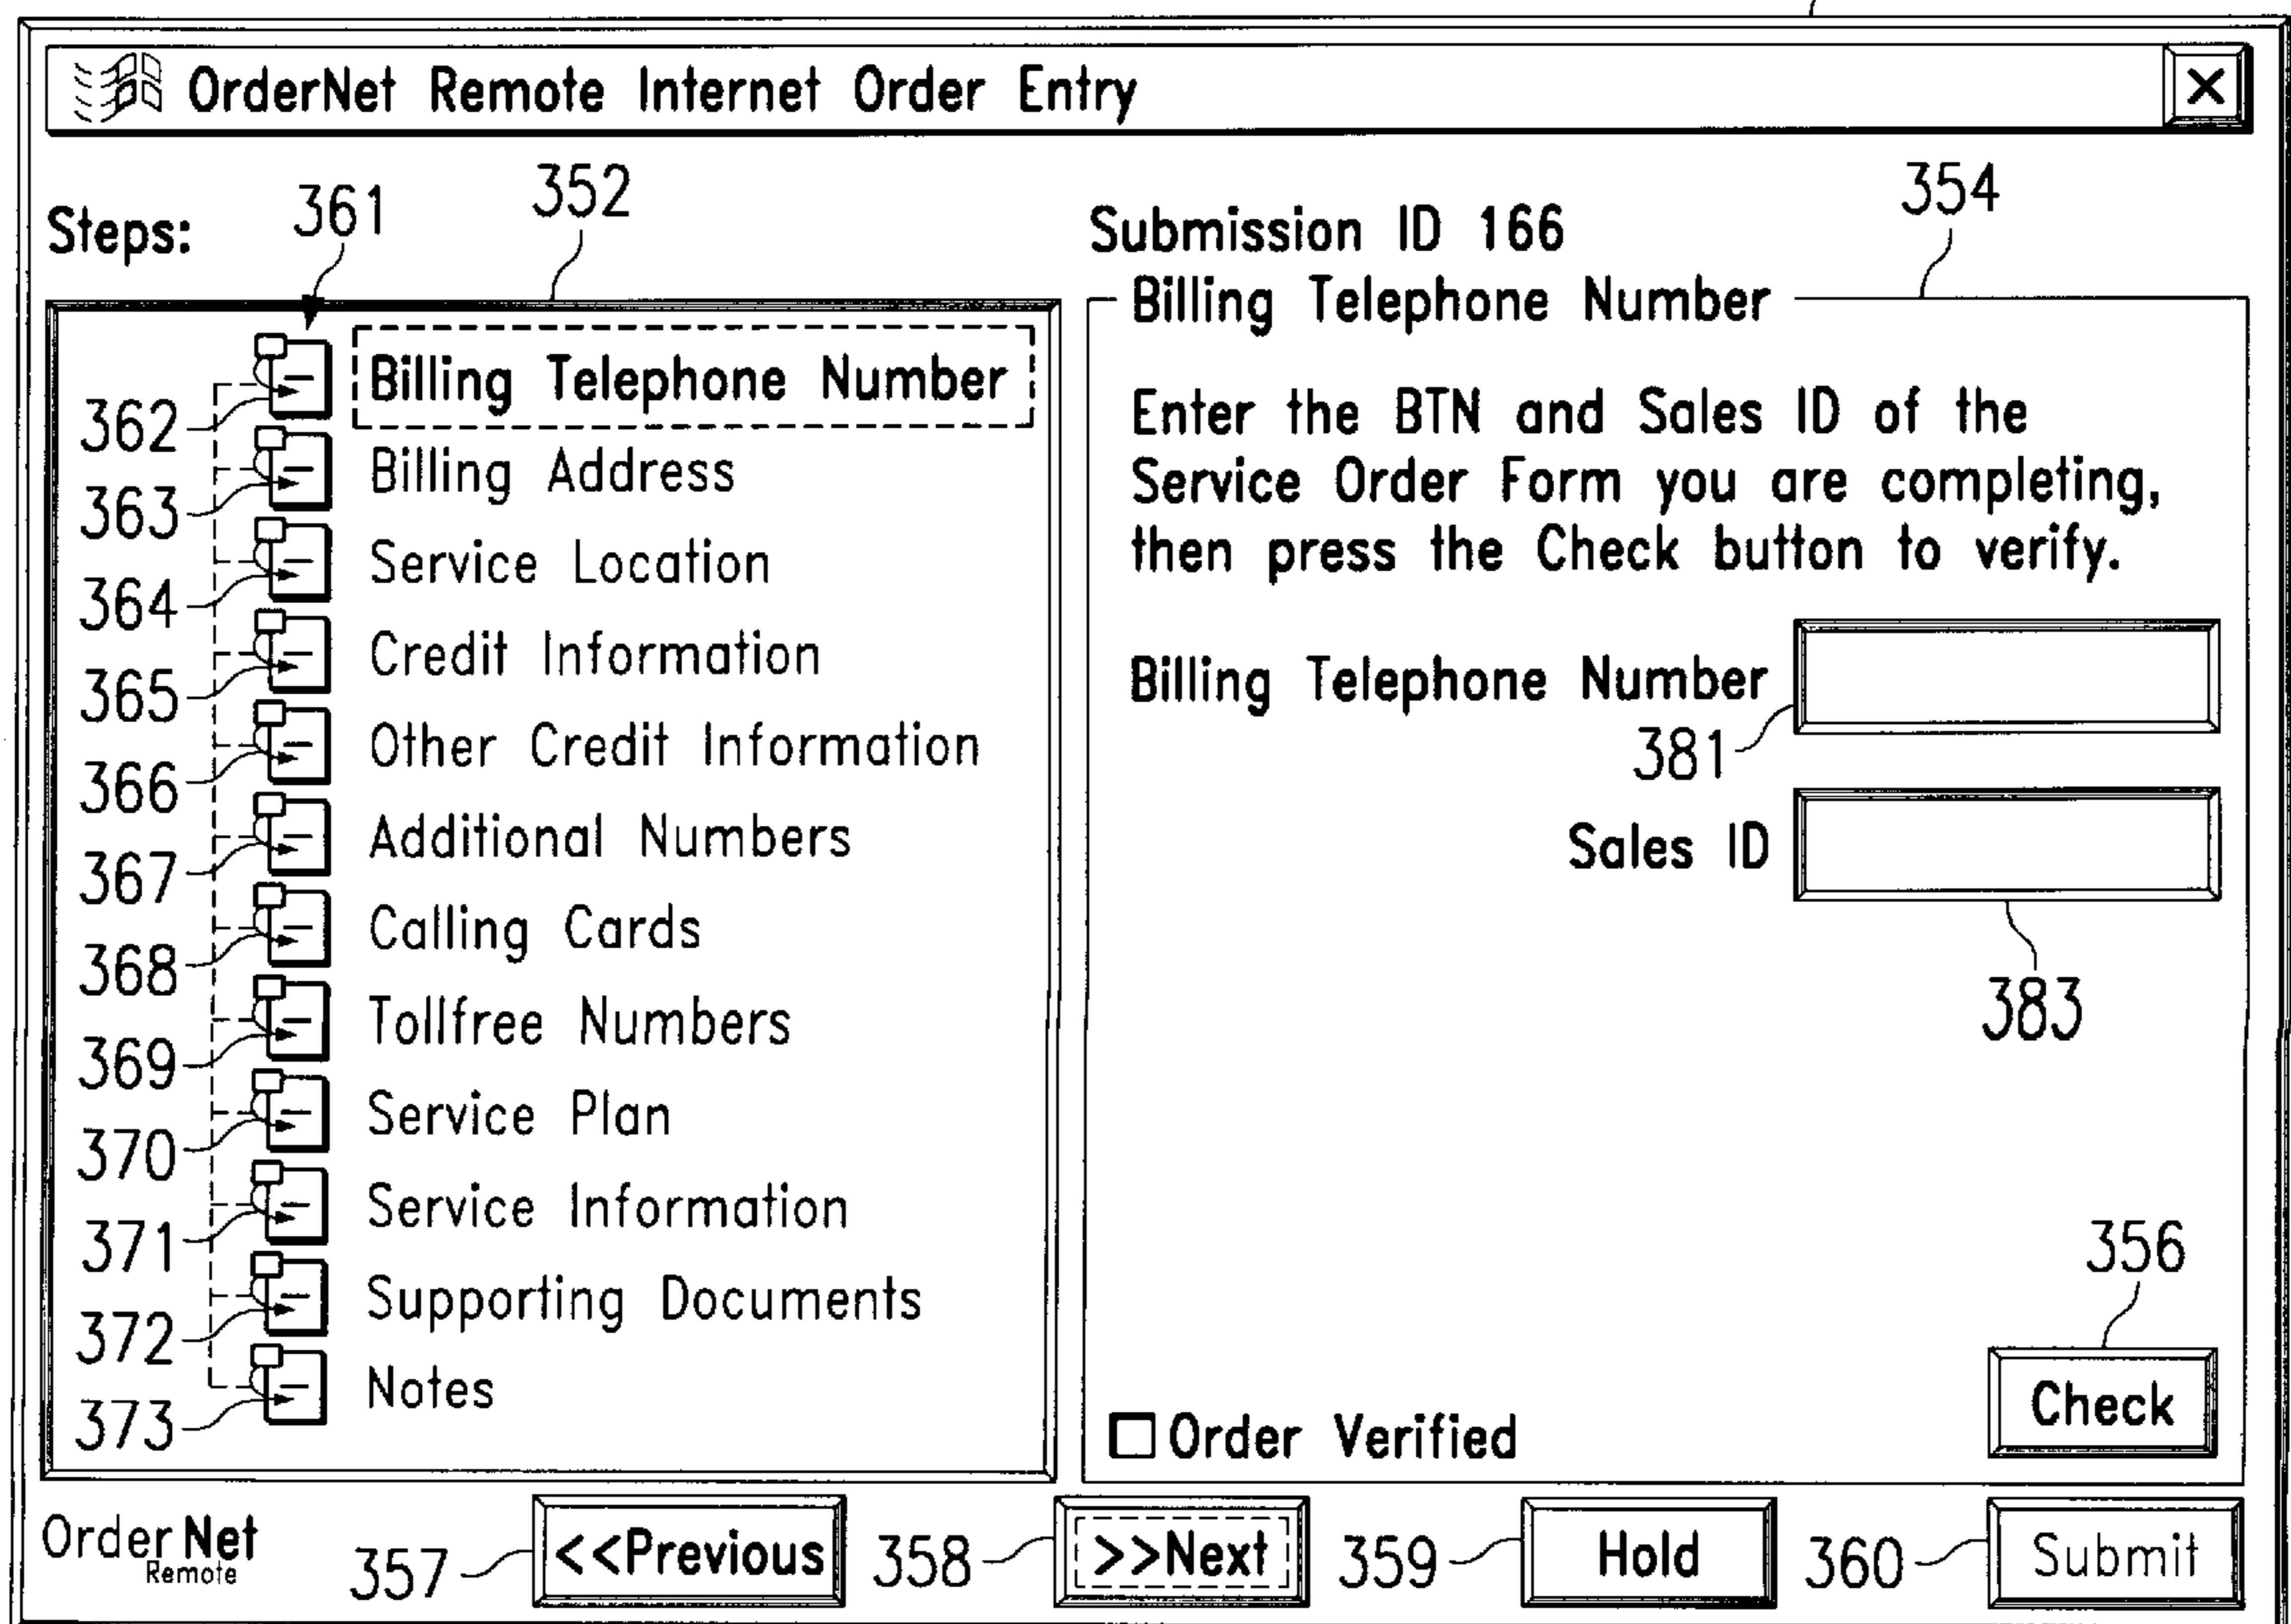 OrderNet Remote Internet Order Entry X
Steps:
361
352
Billing Telephone Number
362
Billing Address
363
Service Location
364
Credit Information
365
Other Credit Information
366
Additional Numbers
367
Calling Cards
368
Tollfree Numbers
369
Service Plan
370
Service Information
371
Supporting Documents
372
Notes
373
Submission ID 166
354
Billing Telephone Number
Enter the BTN and Sales ID of the
Service Order Form you are completing,
then press the Check button to verify.
Billing Telephone Number
381
Sales ID
383
356
Check
Order Verified
Order Net
Remote
357
<<Previous
358
>>Next
359
Hold
360
Submit